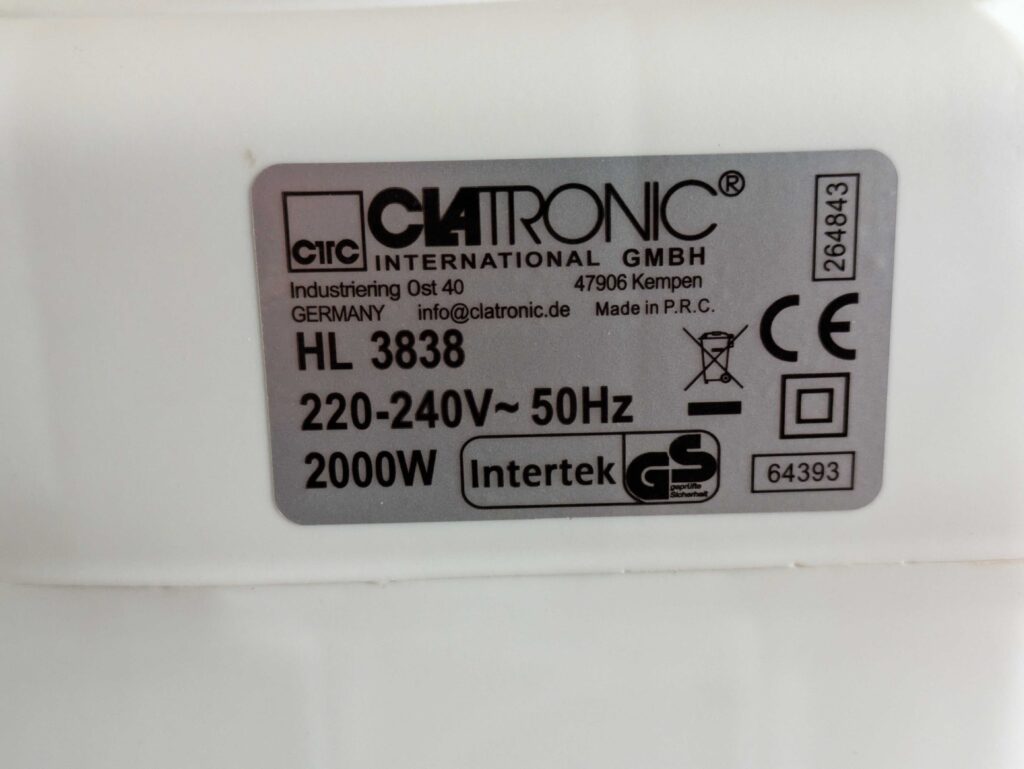 CTC CLATRONIC®
INTERNATIONAL GMBH
Industriering Ost 40 47906 Kempen
GERMANY info@clatronic.de Made in P.R.C.
HL 3838
220-240V~ 50Hz
2000W
Intertek
GS
geprüfte
Sicherheit
264843
CE
64393